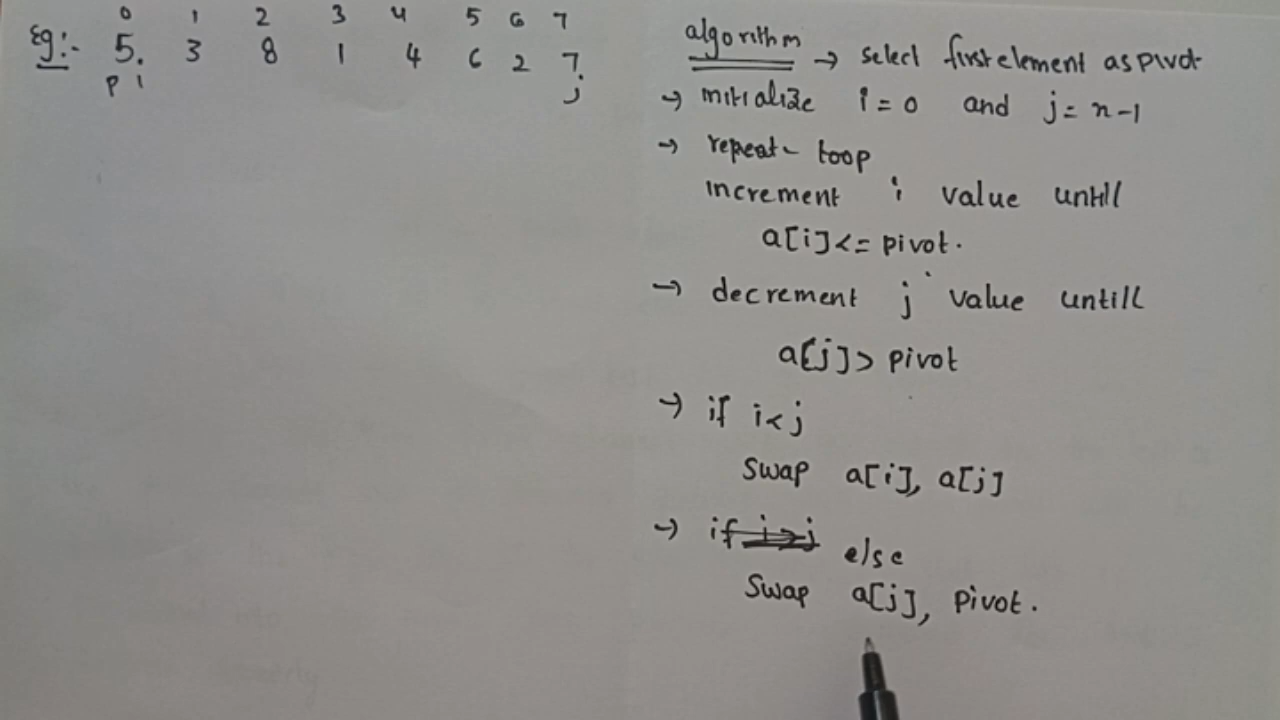 0 1 2 3 4 5 6 7
Eg:- 5. 3 8 1 4 6 2 7.
p i j
algorithm → select first element as pivot
→ initialize i = 0 and j = n-1
→ repeat loop
increment i value untill
a[i] <= pivot.
→ decrement j value untill
a[j] > pivot
→ if i < j
Swap a[i], a[j]
→ if i > j else
Swap a[j], Pivot.